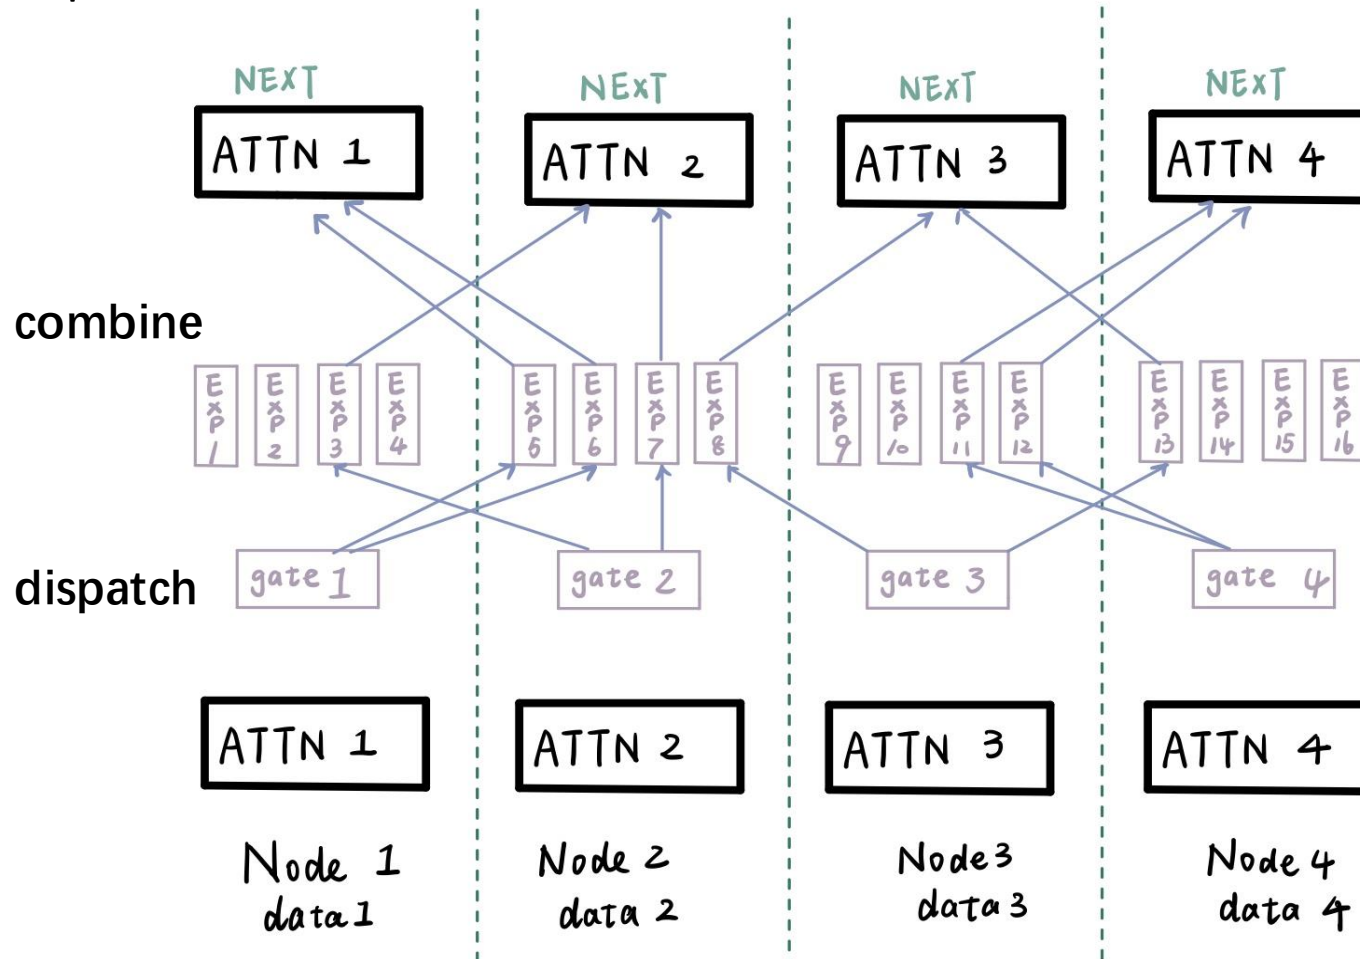 NEXT NEXT NEXT NEXT
ATTN 1 ATTN 2 ATTN 3 ATTN 4
combine
EXP 1 EXP 2 EXP 3 EXP 4 EXP 5 EXP 6 EXP 7 EXP 8 EXP 9 EXP 10 EXP 11 EXP 12 EXP 13 EXP 14 EXP 15 EXP 16
dispatch
gate 1 gate 2 gate 3 gate 4
ATTN 1 ATTN 2 ATTN 3 ATTN 4
Node 1 Node 2 Node 3 Node 4
data 1 data 2 data 3 data 4